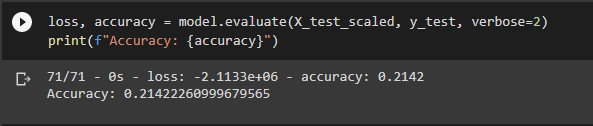 loss, accuracy = model.evaluate(X_test_scaled, y_test, verbose=2)
print(f"Accuracy: {accuracy}")
71/71 - 0s - loss: -2.1133e+06 - accuracy: 0.2142
Accuracy: 0.21422260999679565